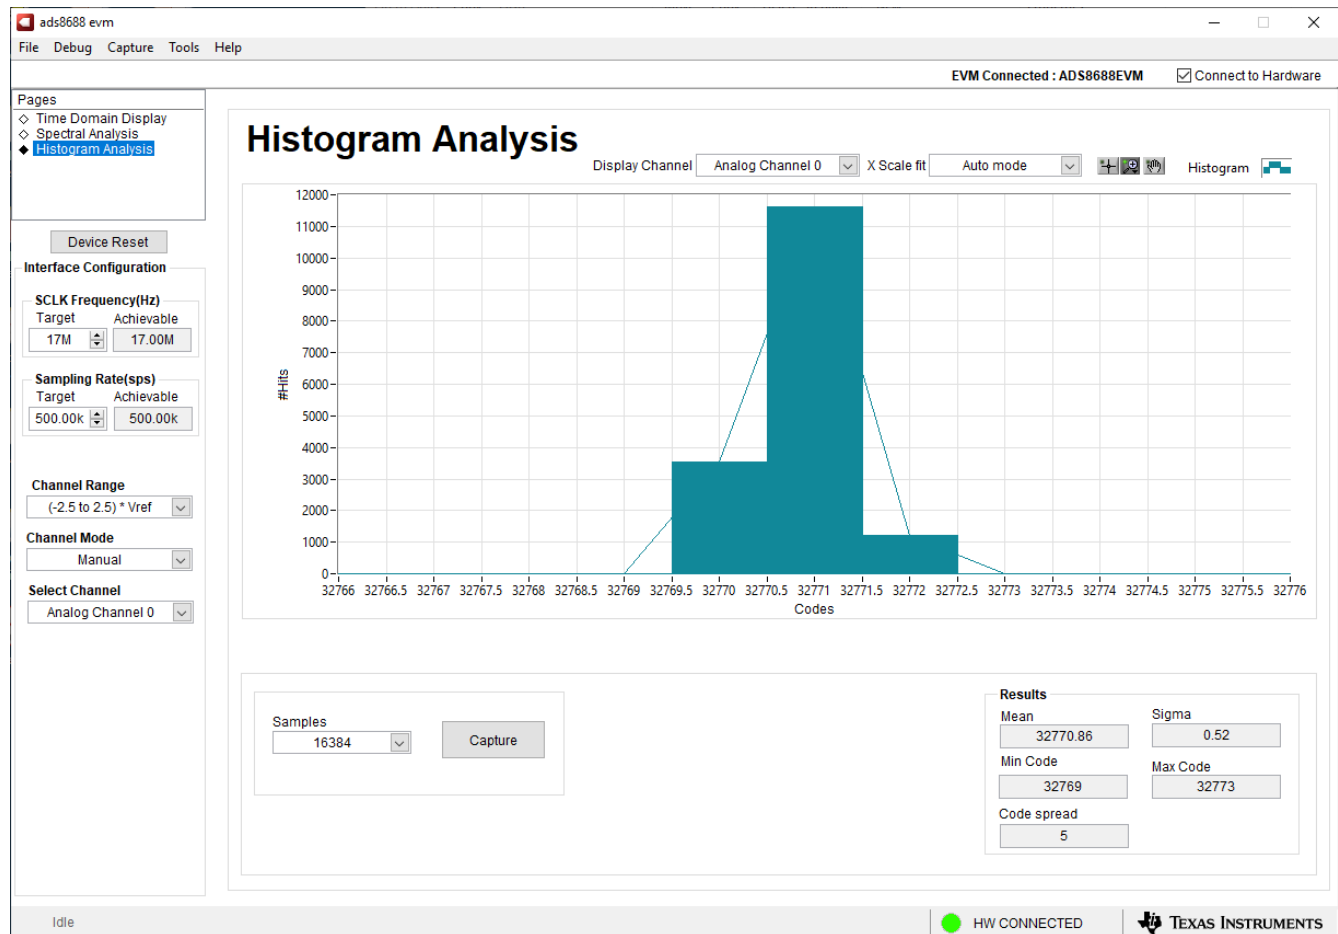 ads8688 evm
File Debug Capture Tools Help
EVM Connected : ADS8688EVM Connect to Hardware
Pages
Time Domain Display
Spectral Analysis
Histogram Analysis
Device Reset
Interface Configuration
SCLK Frequency(Hz)
Target Achievable
17M 17.00M
Sampling Rate(sps)
Target Achievable
500.00k 500.00k
Channel Range
(-2.5 to 2.5) * Vref
Channel Mode
Manual
Select Channel
Analog Channel 0
Histogram Analysis
Display Channel Analog Channel 0 X Scale fit Auto mode Histogram
12000
11000
10000
9000
8000
7000
6000
5000
4000
3000
2000
1000
0
#Hits
32766 32766.5 32767 32767.5 32768 32768.5 32769 32769.5 32770 32770.5 32771 32771.5 32772 32772.5 32773 32773.5 32774 32774.5 32775 32775.5 32776
Codes
Samples
16384
Capture
Results
Mean Sigma
32770.86 0.52
Min Code Max Code
32769 32773
Code spread
5
Idle HW CONNECTED TEXAS INSTRUMENTS